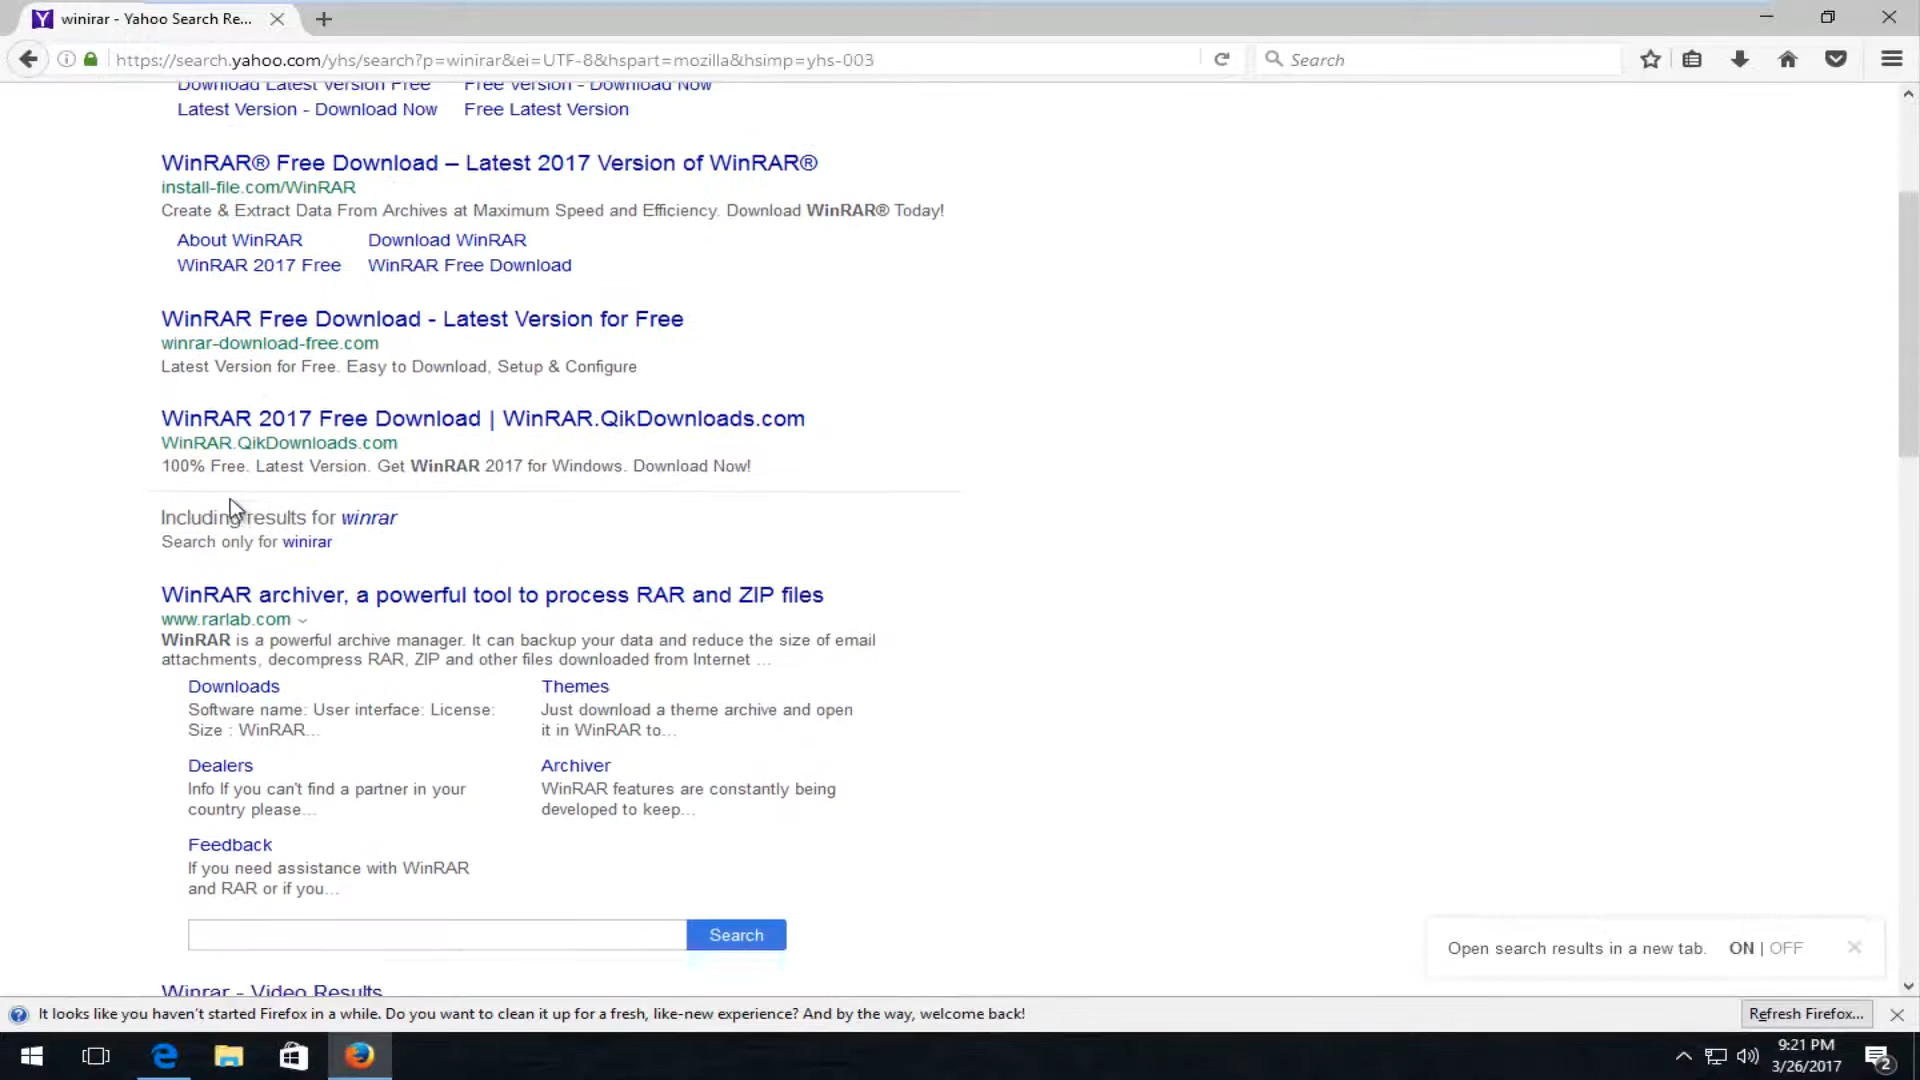 winirar - Yahoo Search Re...
https://search.yahoo.com/yhs/search?p=winirar&ei=UTF-8&hspart=mozilla&hsimp=yhs-003
Search
Download Latest Version Free
Free Version - Download Now
Latest Version - Download Now
Free Latest Version
WinRAR® Free Download – Latest 2017 Version of WinRAR®
install-file.com/WinRAR
Create & Extract Data From Archives at Maximum Speed and Efficiency. Download WinRAR® Today!
About WinRAR
Download WinRAR
WinRAR 2017 Free
WinRAR Free Download
WinRAR Free Download - Latest Version for Free
winrar-download-free.com
Latest Version for Free. Easy to Download, Setup & Configure
WinRAR 2017 Free Download | WinRAR.QikDownloads.com
WinRAR.QikDownloads.com
100% Free. Latest Version. Get WinRAR 2017 for Windows. Download Now!
Including results for winrar
Search only for winirar
WinRAR archiver, a powerful tool to process RAR and ZIP files
www.rarlab.com
WinRAR is a powerful archive manager. It can backup your data and reduce the size of email
attachments, decompress RAR, ZIP and other files downloaded from Internet ...
Downloads
Software name: User interface: License:
Size : WinRAR...
Themes
Just download a theme archive and open
it in WinRAR to...
Dealers
Info If you can't find a partner in your
country please...
Archiver
WinRAR features are constantly being
developed to keep...
Feedback
If you need assistance with WinRAR
and RAR or if you...
Search
Winrar - Video Results
Open search results in a new tab. ON | OFF
It looks like you haven't started Firefox in a while. Do you want to clean it up for a fresh, like-new experience? And by the way, welcome back!
Refresh Firefox...
9:21 PM
3/26/2017
2